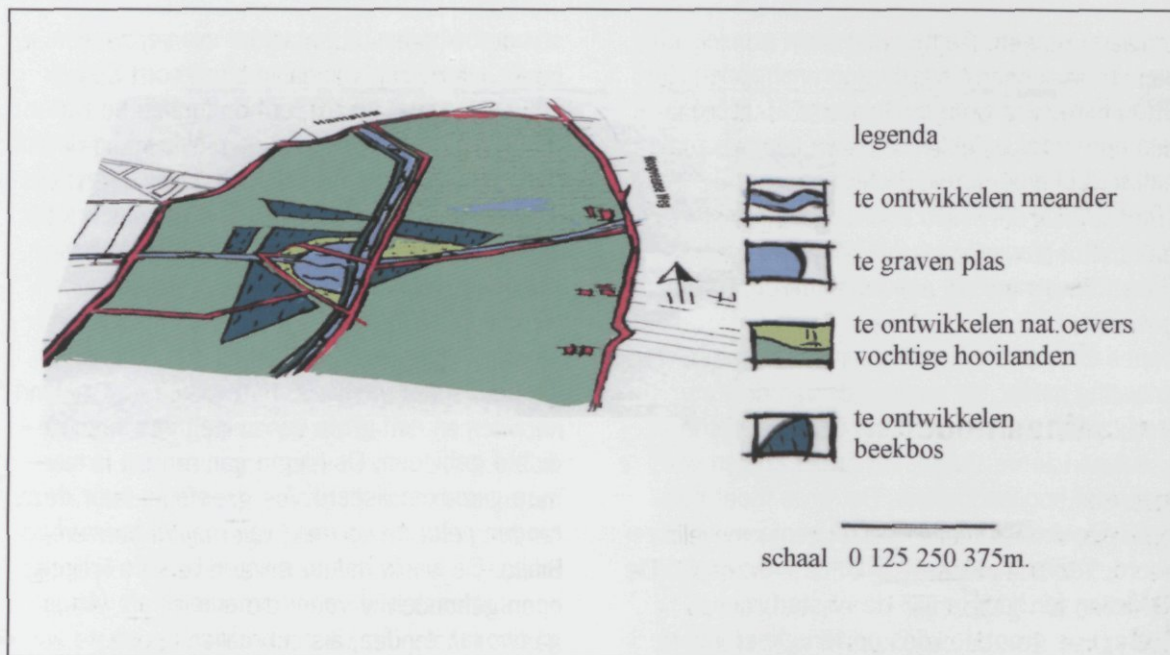 legenda
te ontwikkelen meander
te graven plas
te ontwikkelen nat.oevers
vochtige hooilanden
te ontwikkelen
beekbos
schaal 0 125 250 375m.